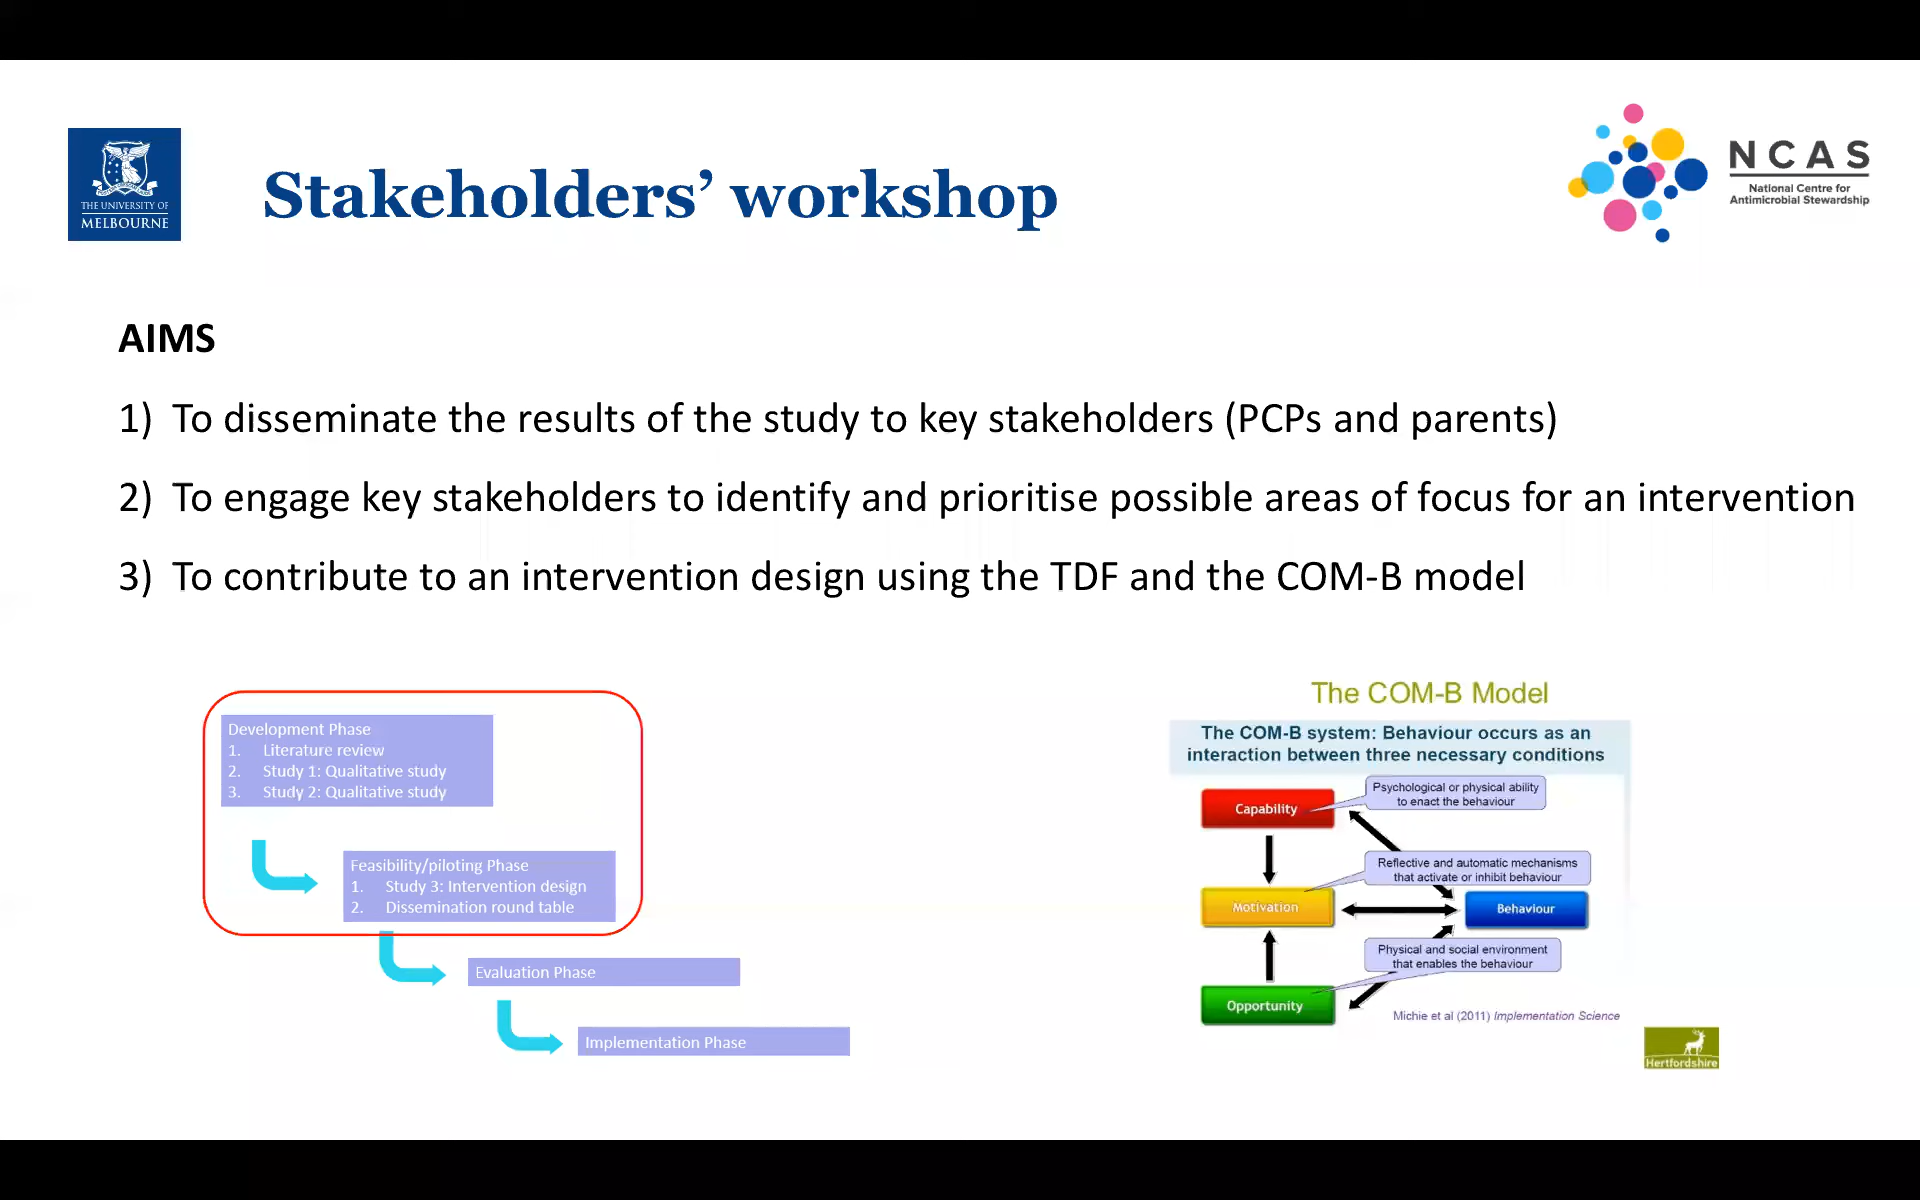 THE UNIVERSITY OF
MELBOURNE
Stakeholders’ workshop
NCAS
National Centre for
Antimicrobial Stewardship
AIMS
1) To disseminate the results of the study to key stakeholders (PCPs and parents)
2) To engage key stakeholders to identify and prioritise possible areas of focus for an intervention
3) To contribute to an intervention design using the TDF and the COM-B model
Development Phase
1. Literature review
2. Study 1: Qualitative study
3. Study 2: Qualitative study
Feasibility/piloting Phase
1. Study 3: Intervention design
2. Dissemination round table
Evaluation Phase
Implementation Phase
The COM-B Model
The COM-B system: Behaviour occurs as an
interaction between three necessary conditions
Capability
Psychological or physical ability
to enact the behaviour
Reflective and automatic mechanisms
that activate or inhibit behaviour
Motivation
Behaviour
Physical and social environment
that enables the behaviour
Opportunity
Michie et al (2011) Implementation Science
Hertfordshire